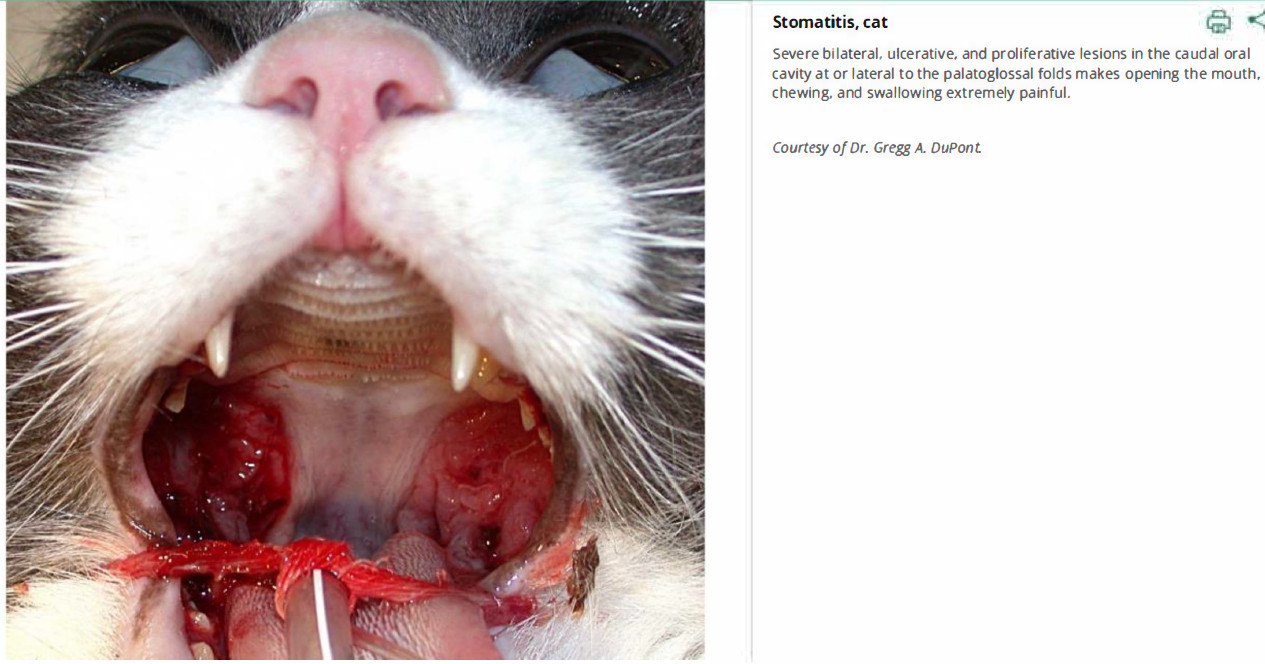 Stomatitis, cat
Severe bilateral, ulcerative, and proliferative lesions in the caudal oral
cavity at or lateral to the palatoglossal folds makes opening the mouth,
chewing, and swallowing extremely painful.
Courtesy of Dr. Gregg A. DuPont.